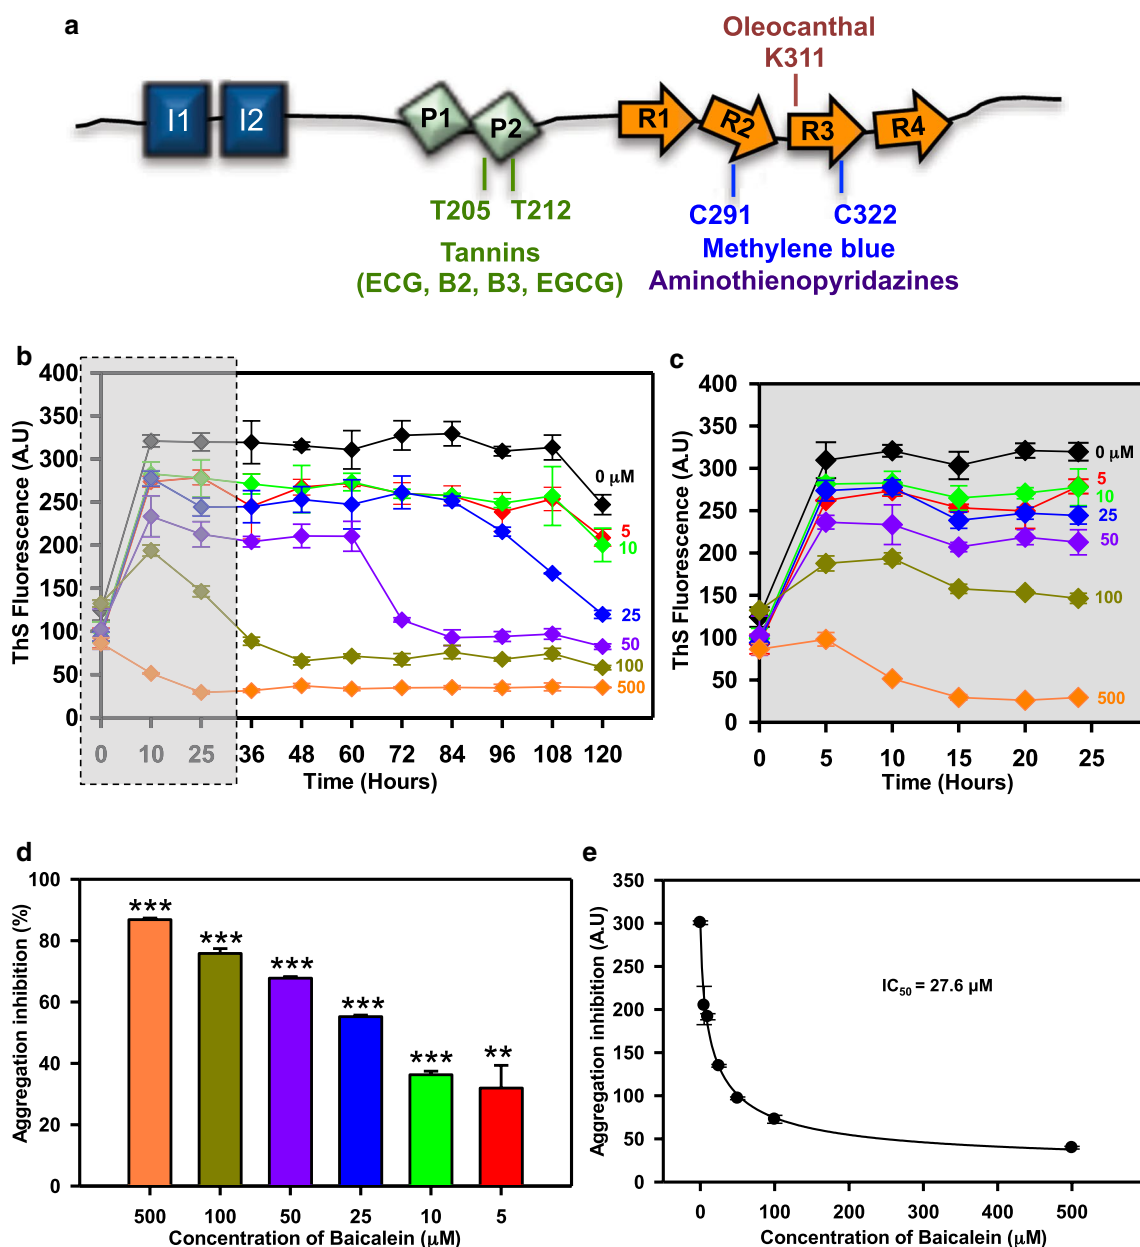 a
Oleocanthal
K311
I1 I2 P1 P2 R1 R2 R3 R4
T205 T212 C291 C322
Tannins Methylene blue
(ECG, B2, B3, EGCG) Aminothienopyridazines
b
ThS Fluorescence (A.U)
400
350
300
250
200
150
100
50
0
0 µM
5
10
25
50
100
500
0 10 25 36 48 60 72 84 96 108 120
Time (Hours)
c
ThS Fluorescence (A.U)
400
350
300
250
200
150
100
50
0
0 µM
5
10
25
50
100
500
0 5 10 15 20 25
Time (Hours)
d
Aggregation inhibition (%)
100
80
60
40
20
0
*** *** *** *** *** **
500 100 50 25 10 5
Concentration of Baicalein (µM)
e
Aggregation inhibition (A.U)
350
300
250
200
150
100
50
0
IC50 = 27.6 µM
0 100 200 300 400 500
Concentration of Baicalein (µM)